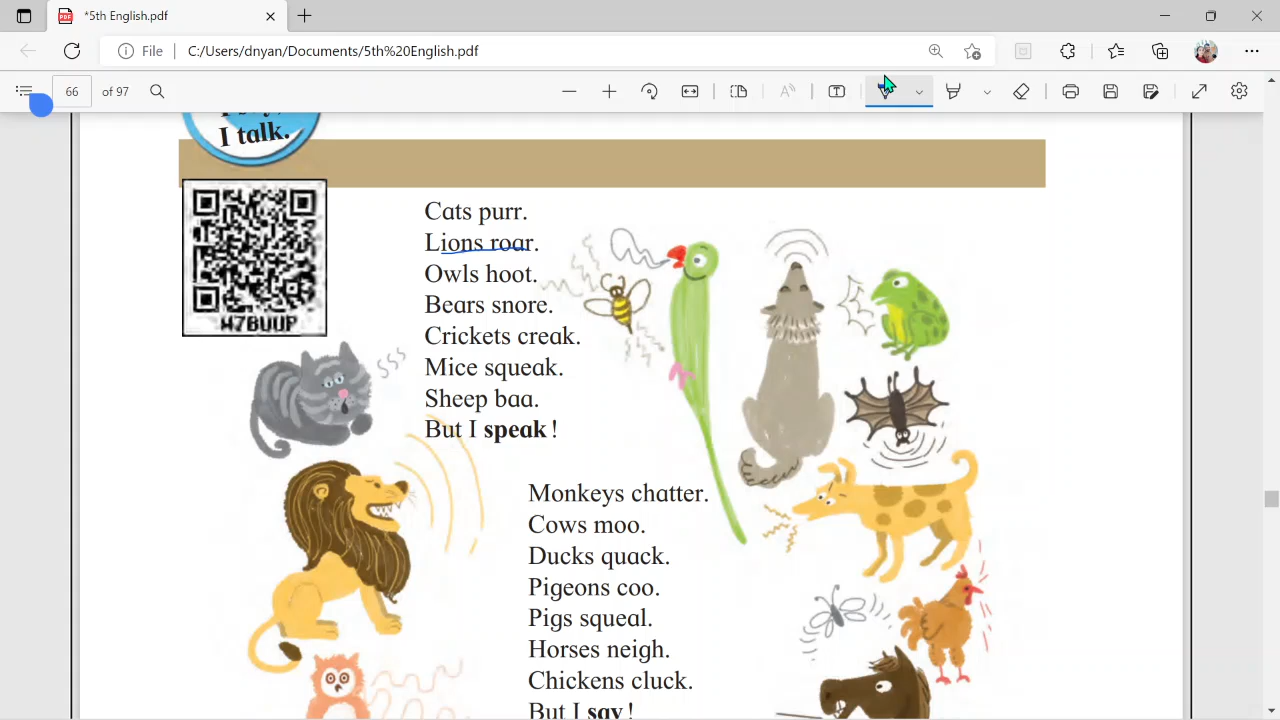 *5th English.pdf
File
C:/Users/dnyan/Documents/5th%20English.pdf
66 of 97
I talk.
W7BUUP
Cats purr.
Lions roar.
Owls hoot.
Bears snore.
Crickets creak.
Mice squeak.
Sheep baa.
But I speak!
Monkeys chatter.
Cows moo.
Ducks quack.
Pigeons coo.
Pigs squeal.
Horses neigh.
Chickens cluck.
But I say!